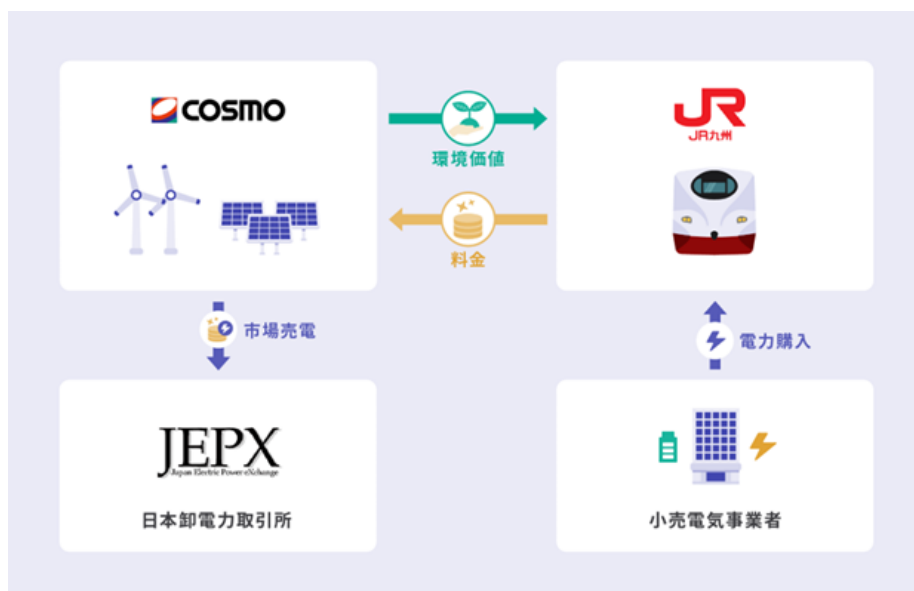 COSMO
環境価値
料金
JR九州
市場売電
電力購入
JEPX
Japan Electric Power eXchange
日本卸電力取引所
小売電気事業者